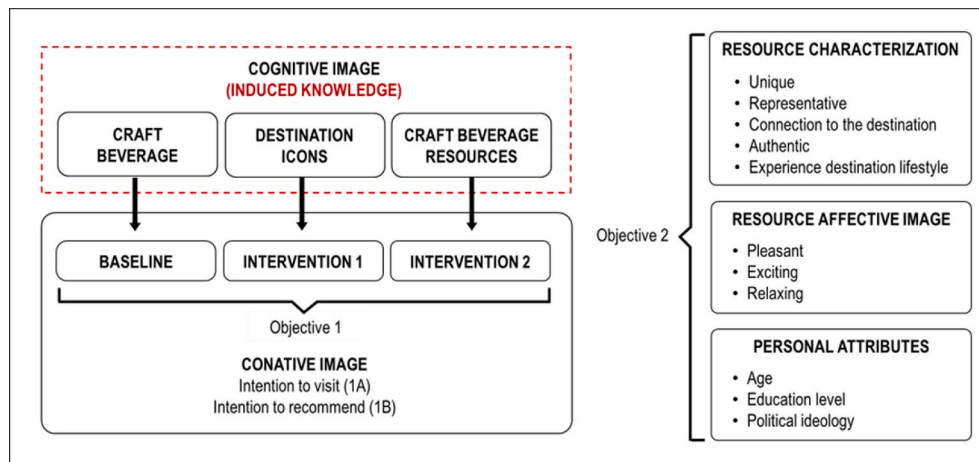 COGNITIVE IMAGE
(INDUCED KNOWLEDGE)
CRAFT
BEVERAGE
DESTINATION
ICONS
CRAFT BEVERAGE
RESOURCES
BASELINE
INTERVENTION 1
INTERVENTION 2
Objective 1
CONATIVE IMAGE
Intention to visit (1A)
Intention to recommend (1B)
Objective 2
RESOURCE CHARACTERIZATION
• Unique
• Representative
• Connection to the destination
• Authentic
• Experience destination lifestyle
RESOURCE AFFECTIVE IMAGE
• Pleasant
• Exciting
• Relaxing
PERSONAL ATTRIBUTES
• Age
• Education level
• Political ideology